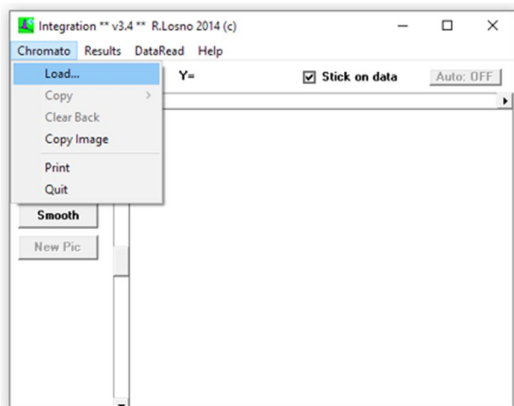 Integration ** v3.4 ** R.Losno 2014 (c)
Chromato Results DataRead Help
Load... Y= Stick on data Auto: OFF
Copy
Clear Back
Copy Image
Print
Quit
Smooth
New Pic